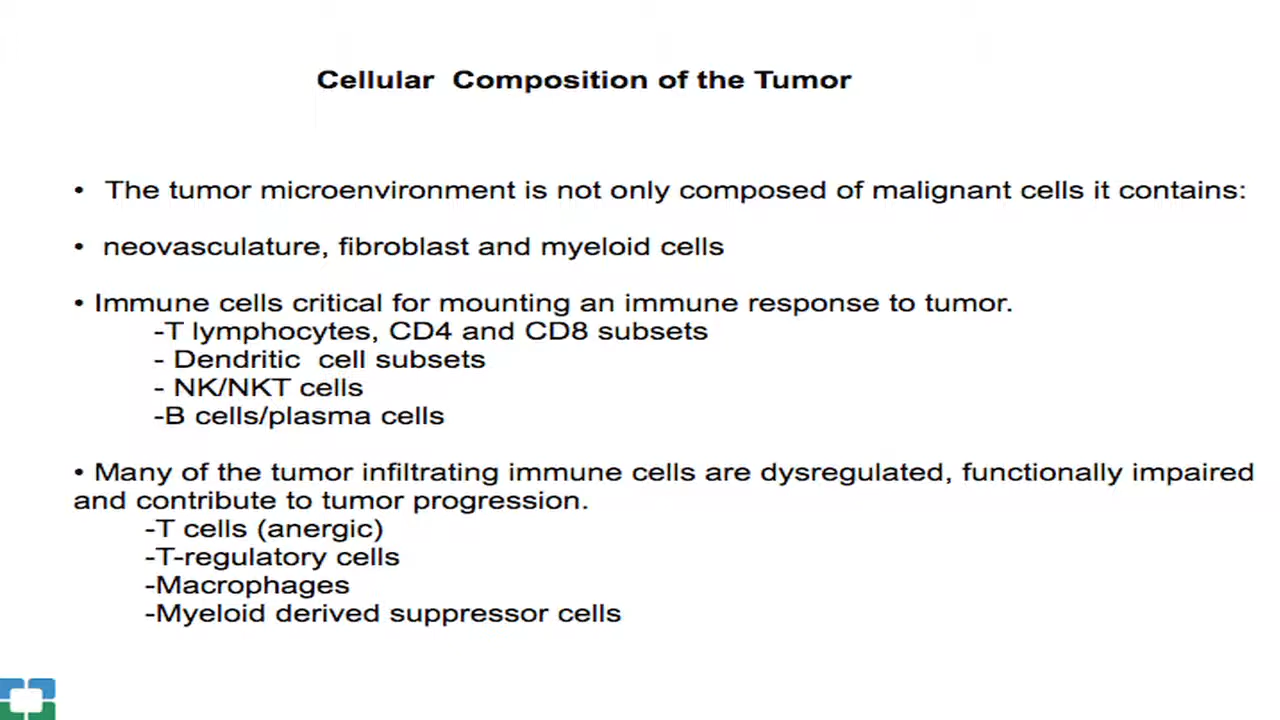 Cellular  Composition of the Tumor
•  The tumor microenvironment is not only composed of malignant cells it contains:
•  neovasculature, fibroblast and myeloid cells
• Immune cells critical for mounting an immune response to tumor.
-T lymphocytes, CD4 and CD8 subsets
- Dendritic  cell subsets
- NK/NKT cells
-B cells/plasma cells
• Many of the tumor infiltrating immune cells are dysregulated, functionally impaired
and contribute to tumor progression.
-T cells (anergic)
-T-regulatory cells
-Macrophages
-Myeloid derived suppressor cells